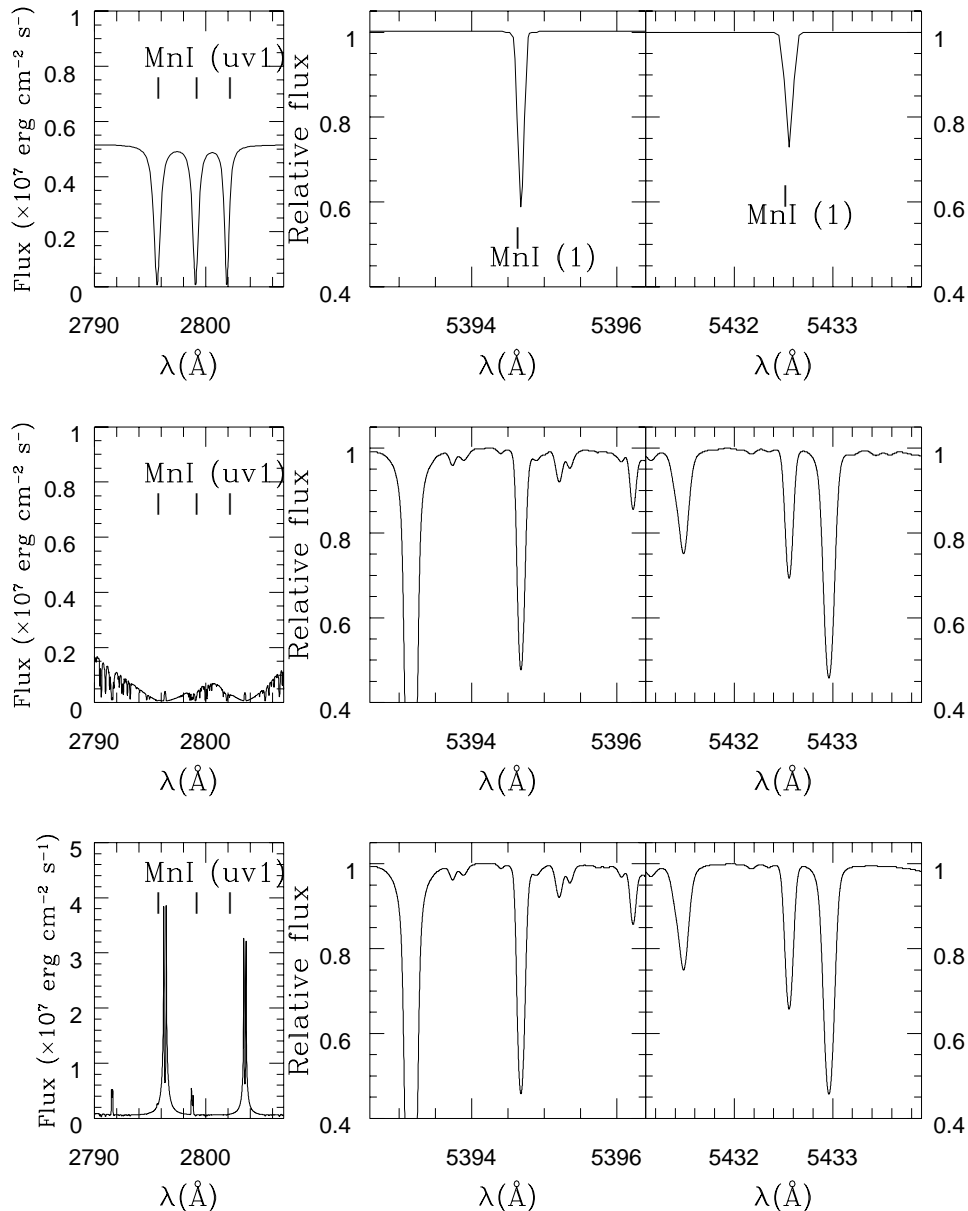 Flux (×10⁷ erg cm⁻² s)
1
0.8
0.6
0.4
0.2
0
MnI (uv1)
2790 2800
λ(Å)
Relative flux
1
0.8
0.6
0.4
MnI (1)
5394 5396
λ(Å)
MnI (1)
5432 5433
λ(Å)
1
0.8
0.6
0.4
Flux (×10⁷ erg cm⁻² s⁻)
1
0.8
0.6
0.4
0.2
0
MnI (uv1)
2790 2800
λ(Å)
Relative flux
1
0.8
0.6
0.4
5394 5396
λ(Å)
5432 5433
λ(Å)
1
0.8
0.6
0.4
Flux (×10⁷ erg cm⁻² s⁻¹)
5
4
3
2
1
0
MnI (uv1)
2790 2800
λ(Å)
Relative flux
1
0.8
0.6
0.4
5394 5396
λ(Å)
5432 5433
λ(Å)
1
0.8
0.6
0.4